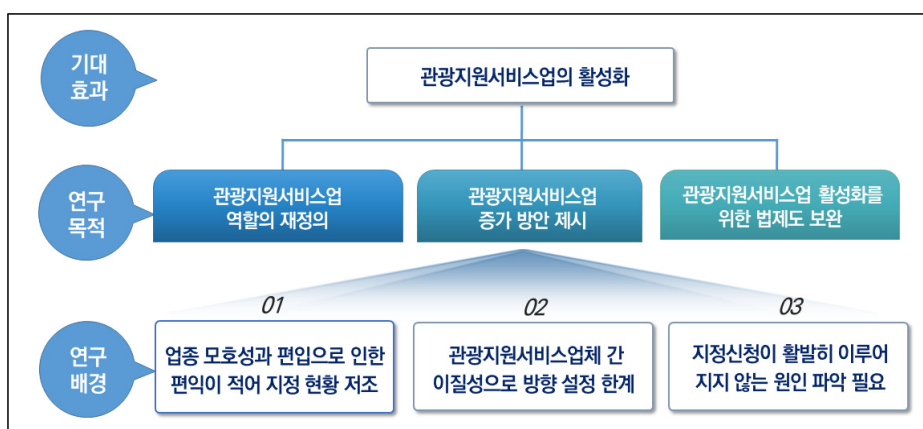 기대
효과
관광지원서비스업의 활성화
연구
목적
관광지원서비스업
역할의 재정의
관광지원서비스업
증가 방안 제시
관광지원서비스업 활성화를
위한 법제도 보완
연구
배경
01
업종 모호성과 편입으로 인한
편익이 적어 지정 현황 저조
02
관광지원서비스업체 간
이질성으로 방향 설정 한계
03
지정신청이 활발히 이루어
지지 않는 원인 파악 필요